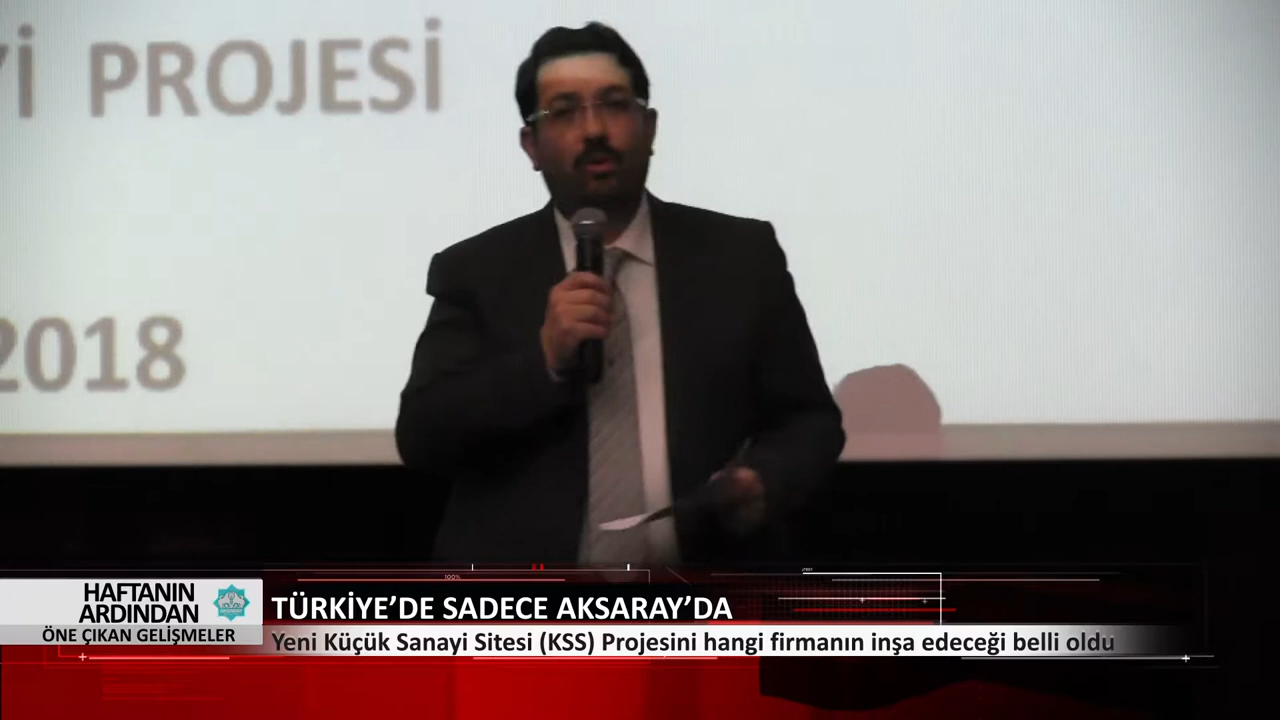 İ PROJESİ
2018
HAFTANIN
ARDINDAN
ÖNE ÇIKAN GELİŞMELER
100%
TÜRKİYE’DE SADECE AKSARAY’DA
Yeni Küçük Sanayi Sitesi (KSS) Projesini hangi firmanın inşa edeceği belli oldu